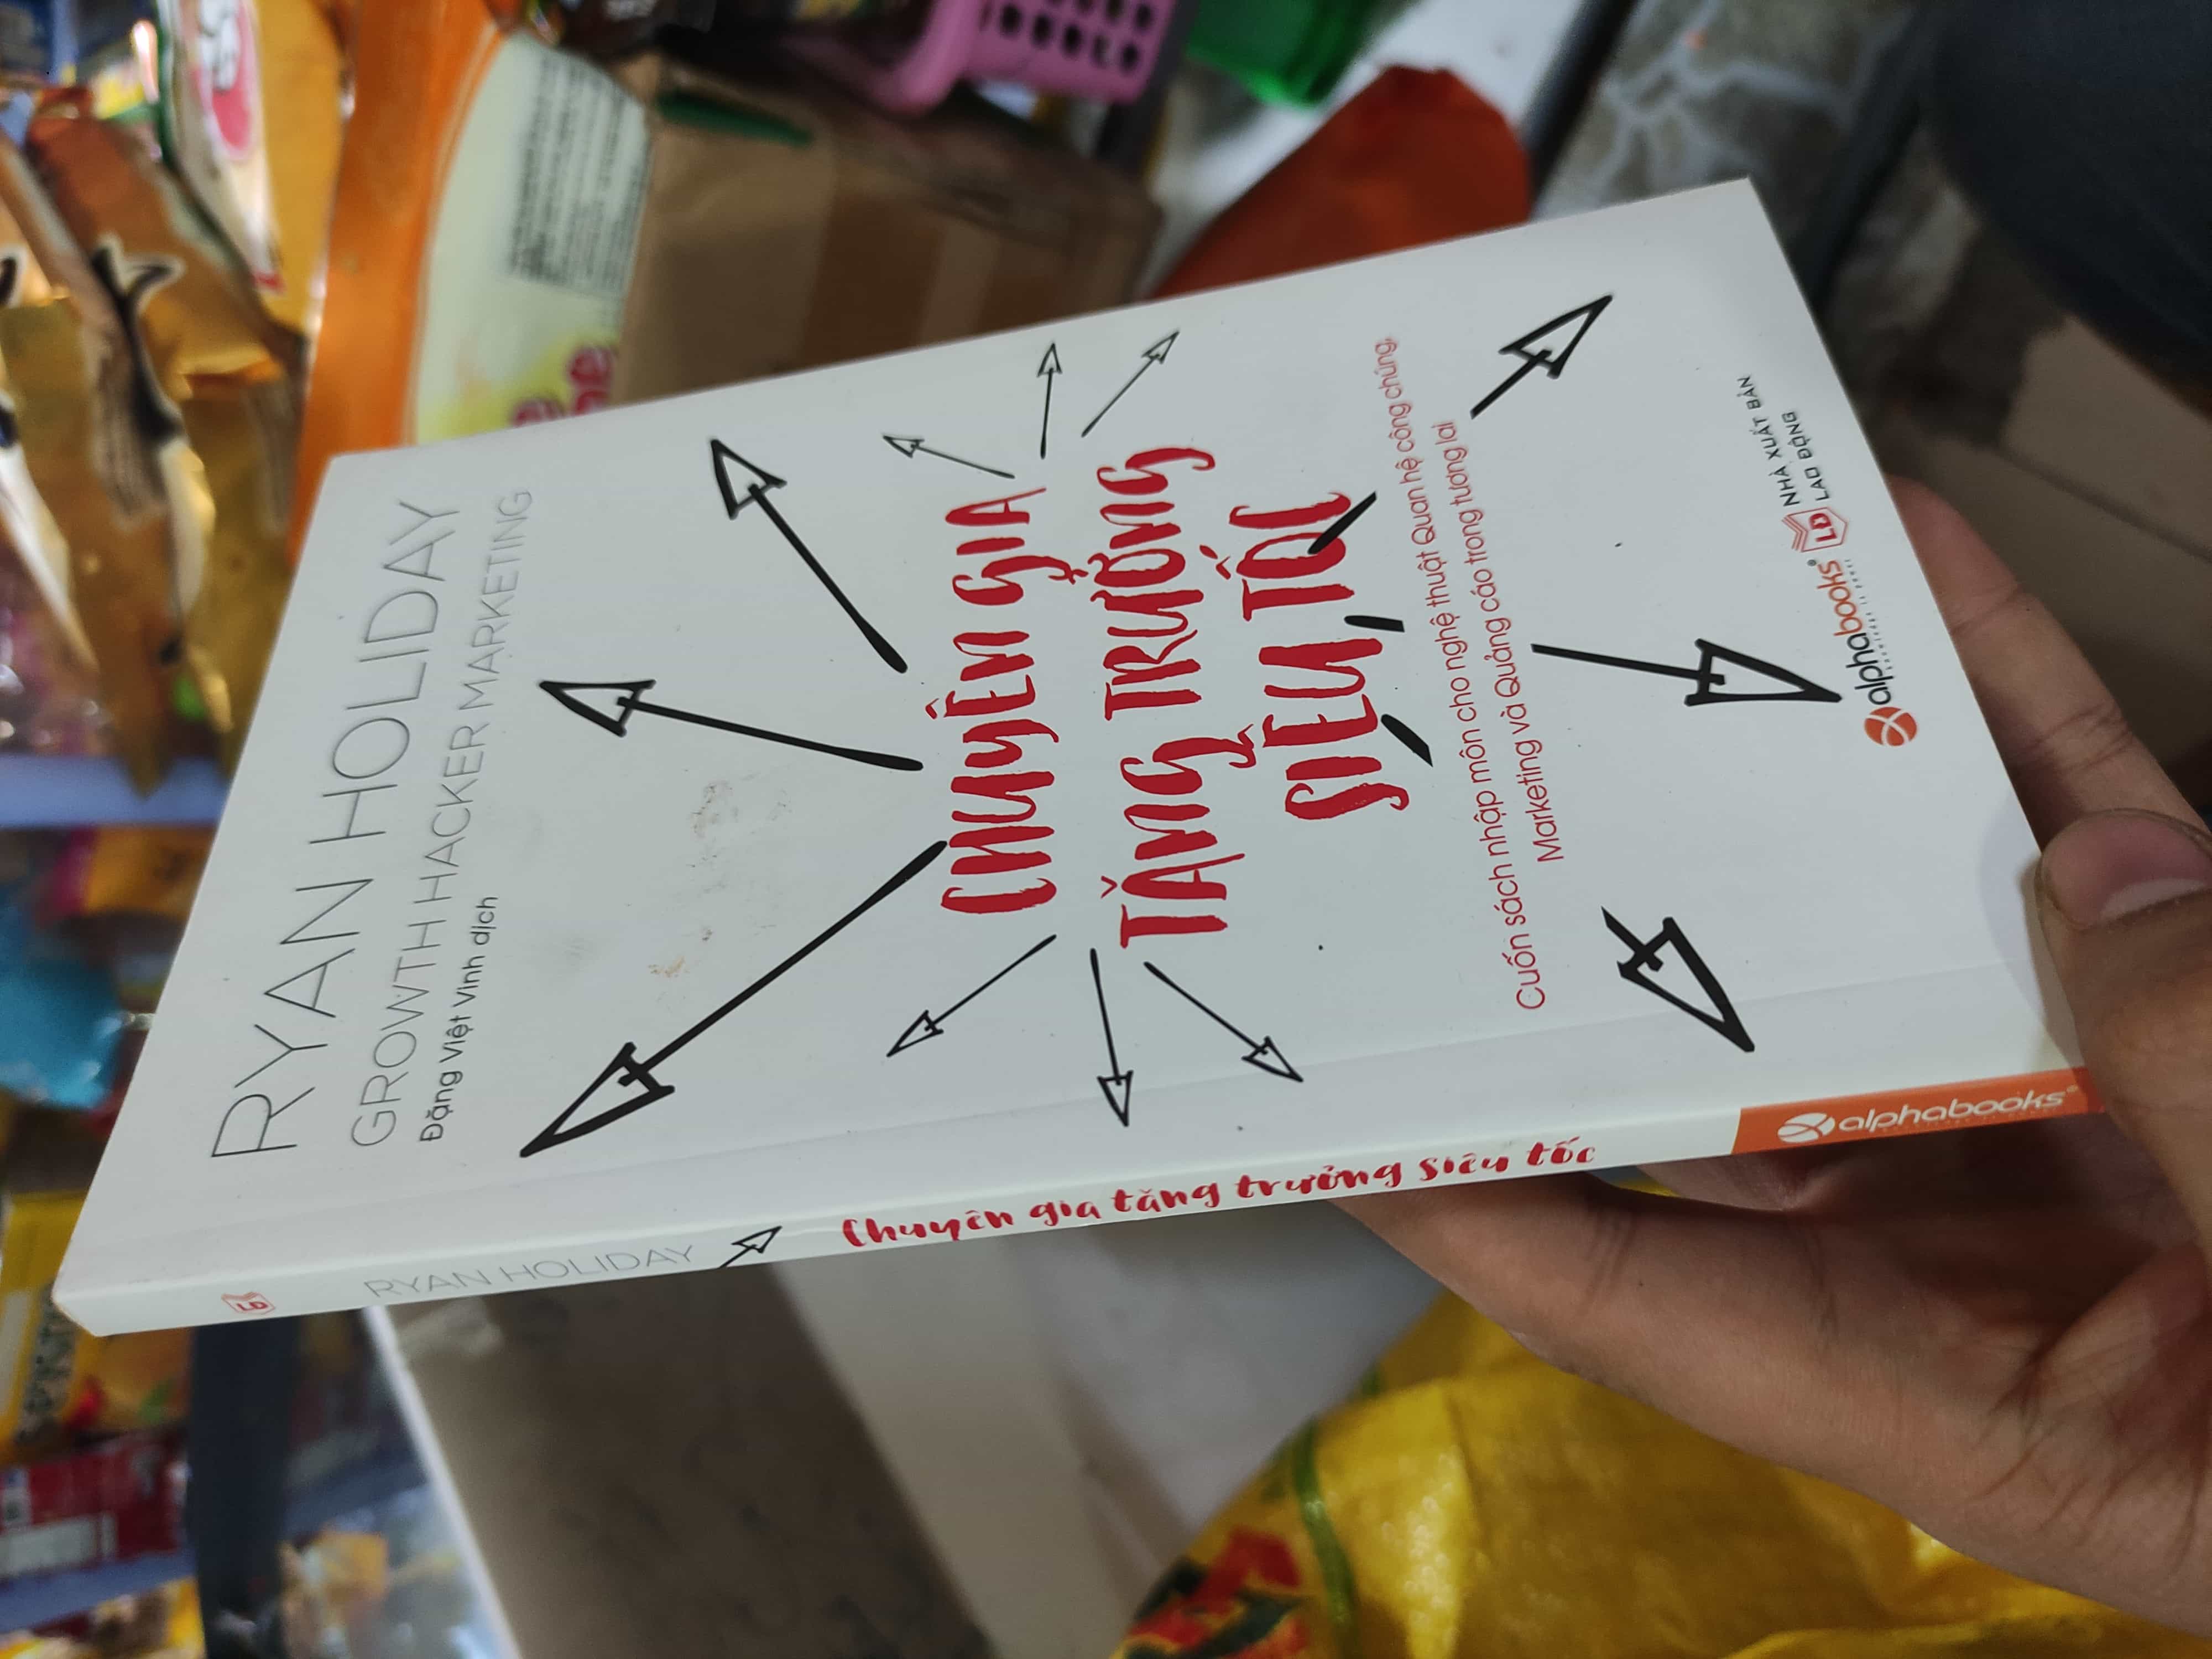 RYAN HOLIDAY
GROWTH HACKER MARKETING
Đặng Việt Vinh dịch
CHUYÊN GIA
TĂNG TRƯỞNG
SIÊU TỐC
Cuốn sách nhập môn cho nghệ thuật Quan hệ công chúng,
Marketing và Quảng cáo trong tương lai
alphabooks®
LĐ
NHÀ XUẤT BẢN
LAO ĐỘNG
LĐ
RYAN HOLIDAY
Chuyên gia tăng trưởng siêu tốc
alphabooks®